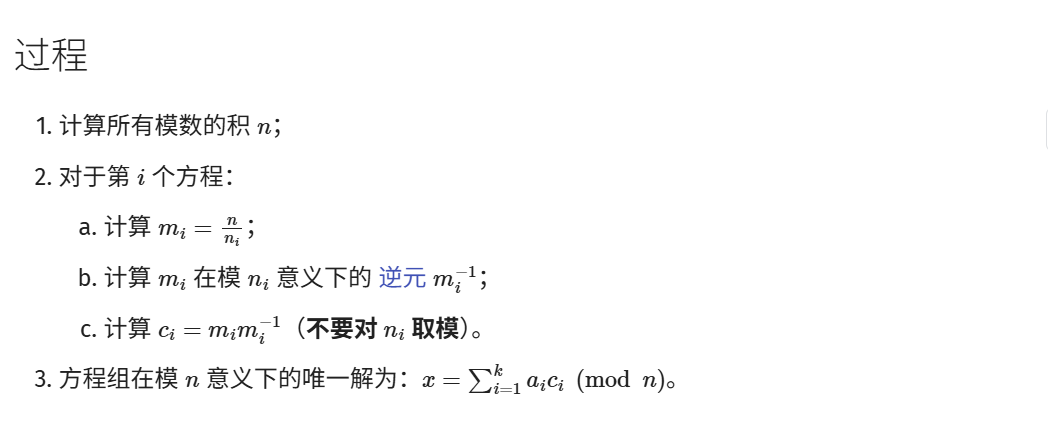 过程
1. 计算所有模数的积 n；
2. 对于第 i 个方程：
a. 计算 m_i = \frac{n}{n_i}；
b. 计算 m_i 在模 n_i 意义下的 逆元 m_i^{-1}；
c. 计算 c_i = m_i m_i^{-1}（不要对 n_i 取模）。
3. 方程组在模 n 意义下的唯一解为：x = \sum_{i=1}^{k} a_i c_i (mod n)。